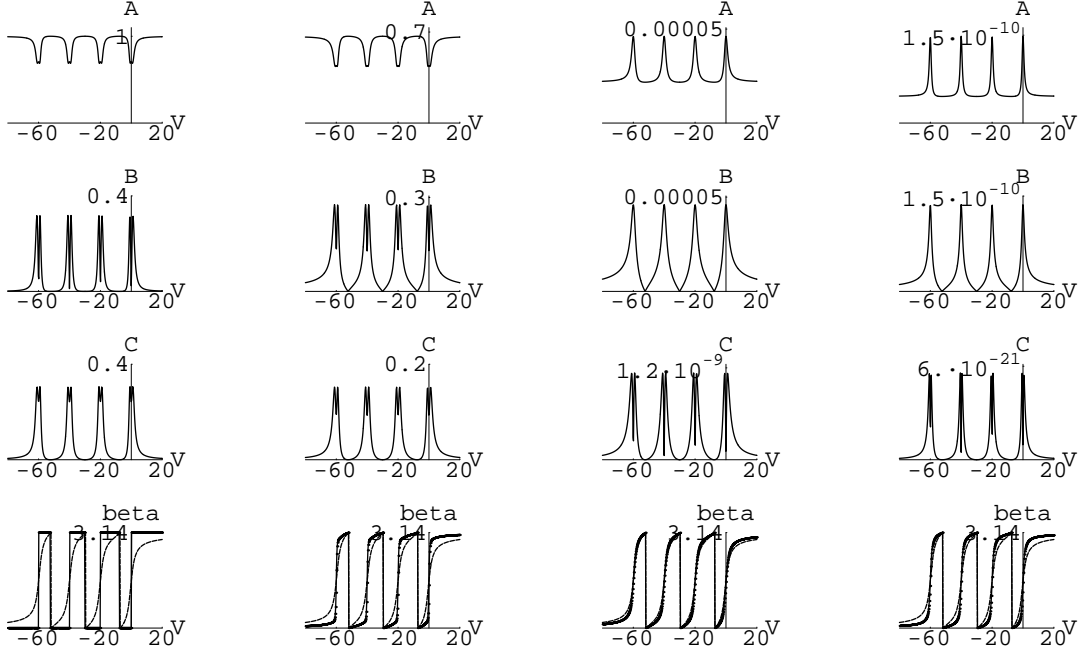 A A A A
1 0.7 0.00005 1.5·10^-10
-60 -20 20 V -60 -20 20 V -60 -20 20 V -60 -20 20 V
B B B B
0.4 0.3 0.00005 1.5·10^-10
-60 -20 20 V -60 -20 20 V -60 -20 20 V -60 -20 20 V
C C C C
0.4 0.2 1.2·10^-9 6.·10^-21
-60 -20 20 V -60 -20 20 V -60 -20 20 V -60 -20 20 V
beta beta beta beta
3.14 3.14 3.14 3.14
-60 -20 20 V -60 -20 20 V -60 -20 20 V -60 -20 20 V